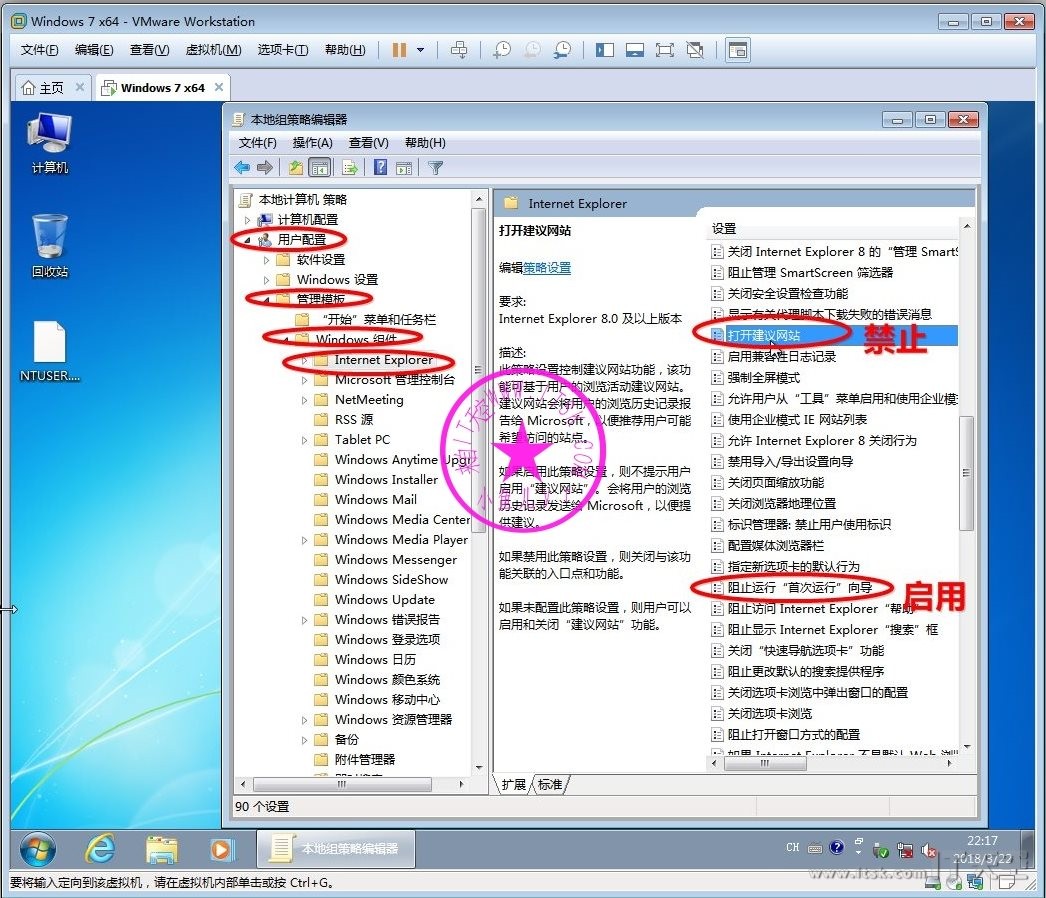 Windows 7 x64 - VMware Workstation
文件(F) 编辑(E) 查看(V) 虚拟机(M) 选项卡(T) 帮助(H)
主页 Windows 7 x64
计算机
回收站
NTUSER....
本地组策略编辑器
文件(F) 操作(A) 查看(V) 帮助(H)
本地计算机 策略
计算机配置
用户配置
软件设置
Windows 设置
管理模板
“开始”菜单和任务栏
Windows 组件
Internet Explorer
Microsoft 管理控制台
NetMeeting
RSS 源
Tablet PC
Windows Anytime Upgr
Windows Installer
Windows Mail
Windows Media Center
Windows Media Player
Windows Messenger
Windows SideShow
Windows Update
Windows 错误报告
Windows 登录选项
Windows 日历
Windows 颜色系统
Windows 移动中心
Windows 资源管理器
备份
附件管理器
Internet Explorer
打开建议网站
编辑策略设置
要求:
Internet Explorer 8.0 及以上版本
描述:
此策略设置控制建议网站功能，该功
能可基于用户的浏览活动建议网站。
建议网站会将用户的浏览历史记录报
告给 Microsoft，以便推荐用户可能
希望访问的站点。
如果启用此策略设置，则不提示用户
启用“建议网站”。会将用户的浏览
历史记录发送给 Microsoft，以便提
供建议。
如果禁用此策略设置，则关闭与该功
能关联的入口点和功能。
如果未配置此策略设置，则用户可以
启用和关闭“建议网站”功能。
设置
关闭 Internet Explorer 8 的“管理 SmartS
阻止管理 SmartScreen 筛选器
关闭安全设置检查功能
显示有关代理脚本下载失败的错误消息
打开建议网站
禁止
启用兼容性日志记录
强制全屏模式
允许用户从“工具”菜单启用和使用企业模
使用企业模式 IE 网站列表
允许 Internet Explorer 8 关闭行为
禁用导入/导出设置向导
关闭页面缩放功能
关闭浏览器地理位置
标识管理器: 禁止用户使用标识
配置媒体浏览器栏
指定新选项卡的默认行为
阻止运行“首次运行”向导
启用
阻止访问 Internet Explorer “帮助”
阻止显示 Internet Explorer “搜索”框
关闭“快速导航选项卡”功能
阻止更改默认的搜索提供程序
关闭选项卡浏览中弹出窗口的配置
关闭选项卡浏览
阻止打开窗口方式的配置
如果 Internet Explorer 不是默认 Web 浏
扩展 标准
90 个设置
本地组策略编辑器
CH
22:17
2018/3/22
www.itsk.com
要将输入定向到该虚拟机，请在虚拟机内部单击或按 Ctrl+G。